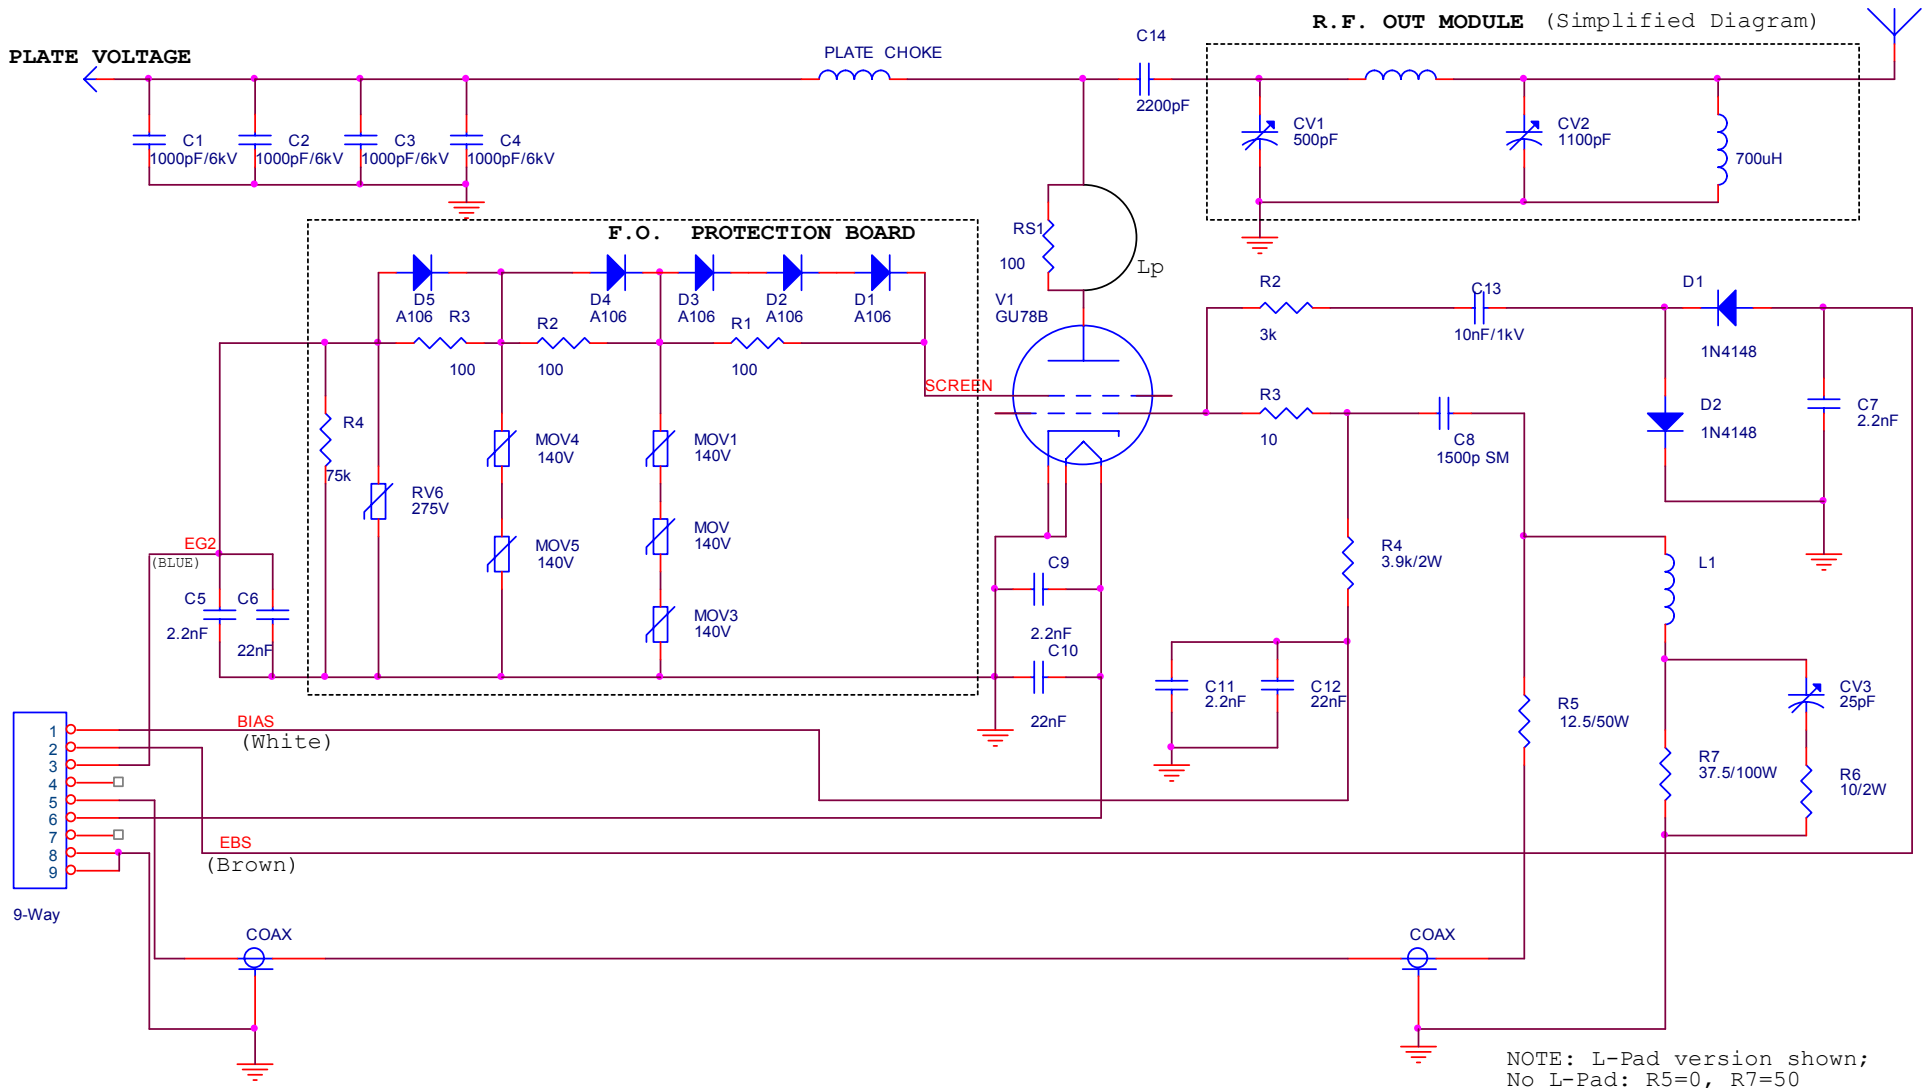 R.F. OUT MODULE (Simplified Diagram)
PLATE VOLTAGE
PLATE CHOKE
C14
2200pF
C1
1000pF/6kV
C2
1000pF/6kV
C3
1000pF/6kV
C4
1000pF/6kV
CV1
500pF
CV2
1100pF
700uH
F.O. PROTECTION BOARD
D5
A106
D4
A106
D3
A106
D2
A106
D1
A106
R3
100
R2
100
R1
100
RS1
100
Lp
V1
GU78B
SCREEN
R4
75k
RV6
275V
MOV4
140V
MOV5
140V
MOV1
140V
MOV
140V
MOV3
140V
R2
3k
C13
10nF/1kV
D1
1N4148
D2
1N4148
C7
2.2nF
R3
10
C8
1500p SM
R4
3.9k/2W
L1
EG2
(BLUE)
C5
2.2nF
C6
22nF
C9
2.2nF
C10
22nF
C11
2.2nF
C12
22nF
R5
12.5/50W
CV3
25pF
R7
37.5/100W
R6
10/2W
BIAS
(White)
1
2
3
4
5
6
7
8
9
9-Way
EBS
(Brown)
COAX
COAX
NOTE: L-Pad version shown;
No L-Pad: R5=0, R7=50